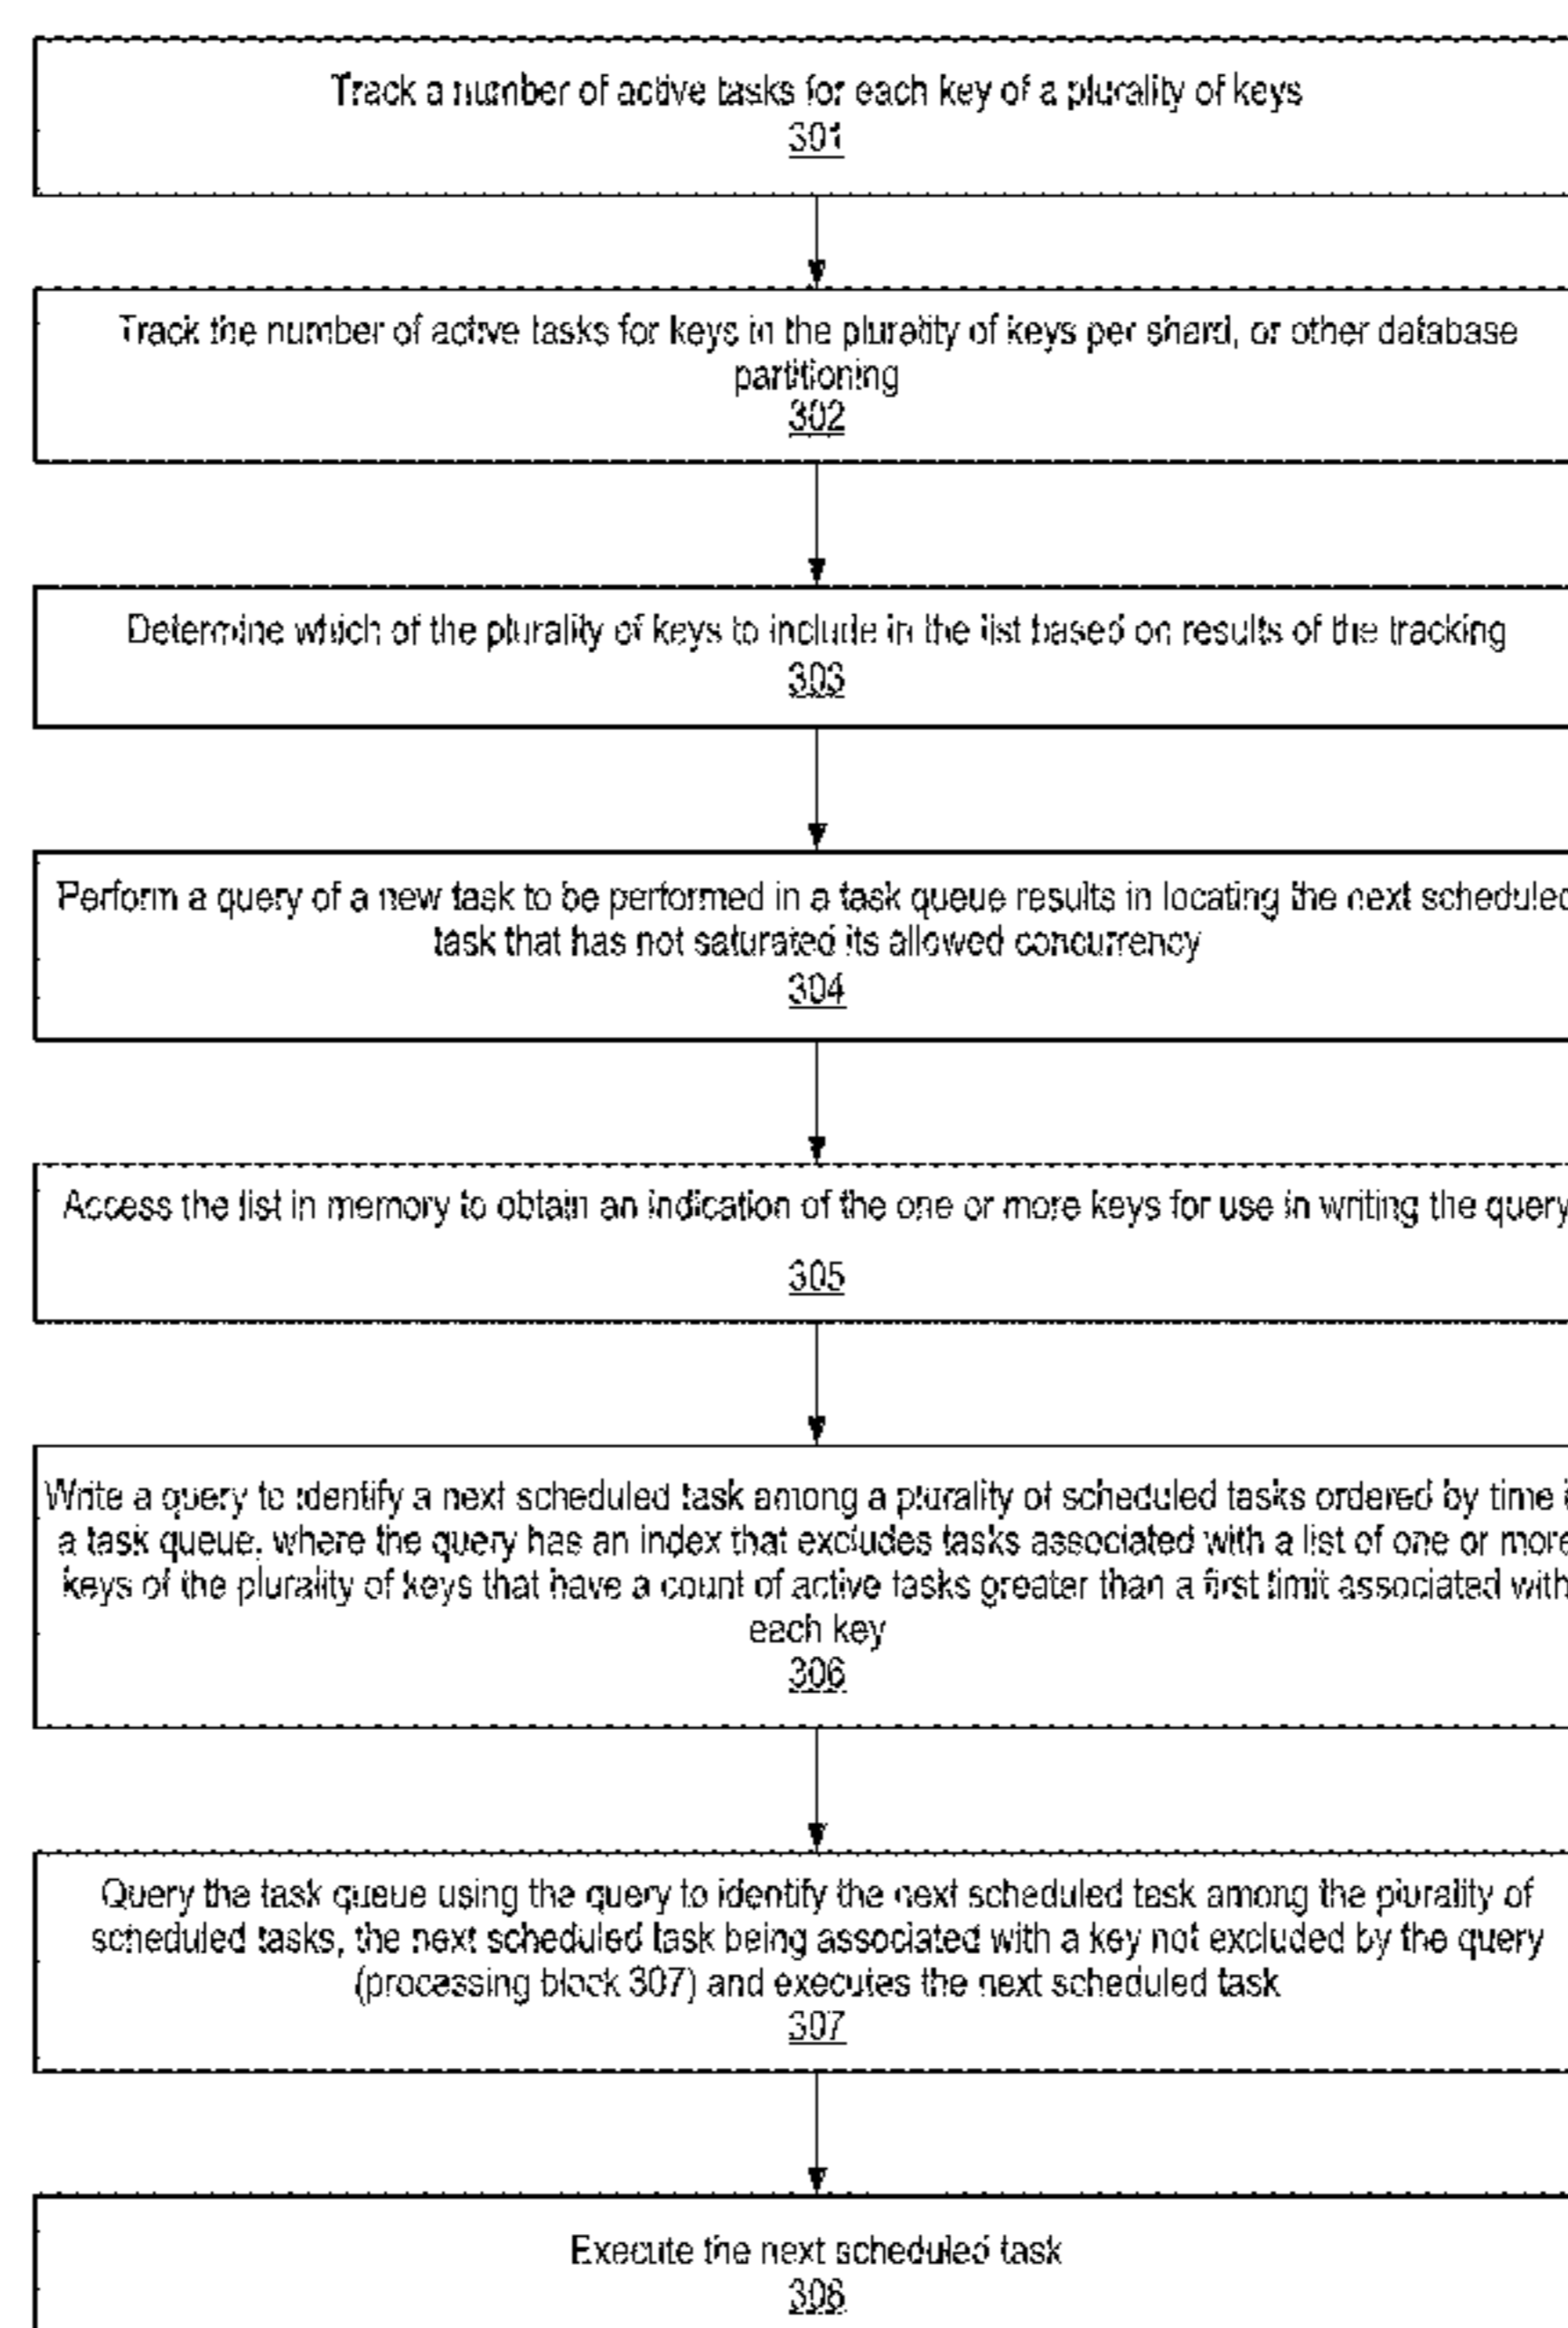 Track a number of active tasks for each key of a plurality of keys
301
Track the number of active tasks for keys in the plurality of keys per shard, or other database
partitioning
302
Determine which of the plurality of keys to include in the list based on results of the tracking
303
Perform a query of a new task to be performed in a task queue results in locating the next scheduled
task that has not saturated its allowed concurrency
304
Access the list in memory to obtain an indication of the one or more keys for use in writing the query
305
Write a query to identify a next scheduled task among a plurality of scheduled tasks ordered by time
a task queue, where the query has an index that excludes tasks associated with a list of one or more
keys of the plurality of keys that have a count of active tasks greater than a first limit associated with
each key
306
Query the task queue using the query to identify the next scheduled task among the plurality of
scheduled tasks, the next scheduled task being associated with a key not excluded by the query
(processing block 307) and executes the next scheduled task
307
Execute the next scheduled task
308